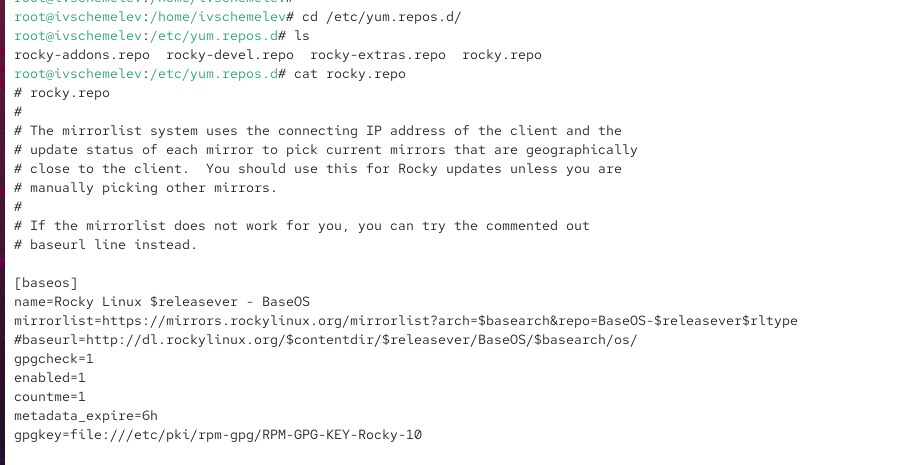 root@ivschemelev:/home/ivschemelev#
root@ivschemelev:/home/ivschemelev# cd /etc/yum.repos.d/
root@ivschemelev:/etc/yum.repos.d# ls
rocky-addons.repo  rocky-devel.repo  rocky-extras.repo  rocky.repo
root@ivschemelev:/etc/yum.repos.d# cat rocky.repo
# rocky.repo
#
# The mirrorlist system uses the connecting IP address of the client and the
# update status of each mirror to pick current mirrors that are geographically
# close to the client.  You should use this for Rocky updates unless you are
# manually picking other mirrors.
#
# If the mirrorlist does not work for you, you can try the commented out
# baseurl line instead.

[baseos]
name=Rocky Linux $releasever - BaseOS
mirrorlist=https://mirrors.rockylinux.org/mirrorlist?arch=$basearch&repo=BaseOS-$releasever$rltype
#baseurl=http://dl.rockylinux.org/$contentdir/$releasever/BaseOS/$basearch/os/
gpgcheck=1
enabled=1
countme=1
metadata_expire=6h
gpgkey=file:///etc/pki/rpm-gpg/RPM-GPG-KEY-Rocky-10